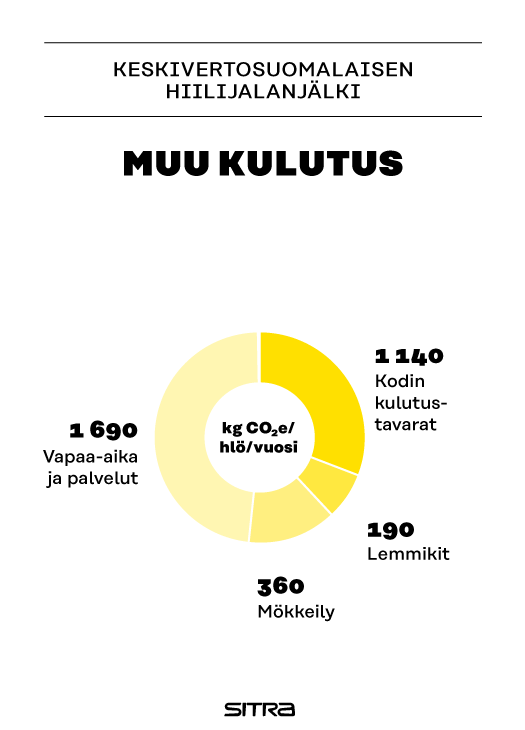 KESKIVERTOSUOMALAISEN
HIILIJALANJÄLKI
MUU KULUTUS
1 140
Kodin
kulutus-
tavarat
1 690
Vapaa-aika
ja palvelut
kg CO₂e/
hlö/vuosi
190
Lemmikit
360
Mökkeily
SITRA